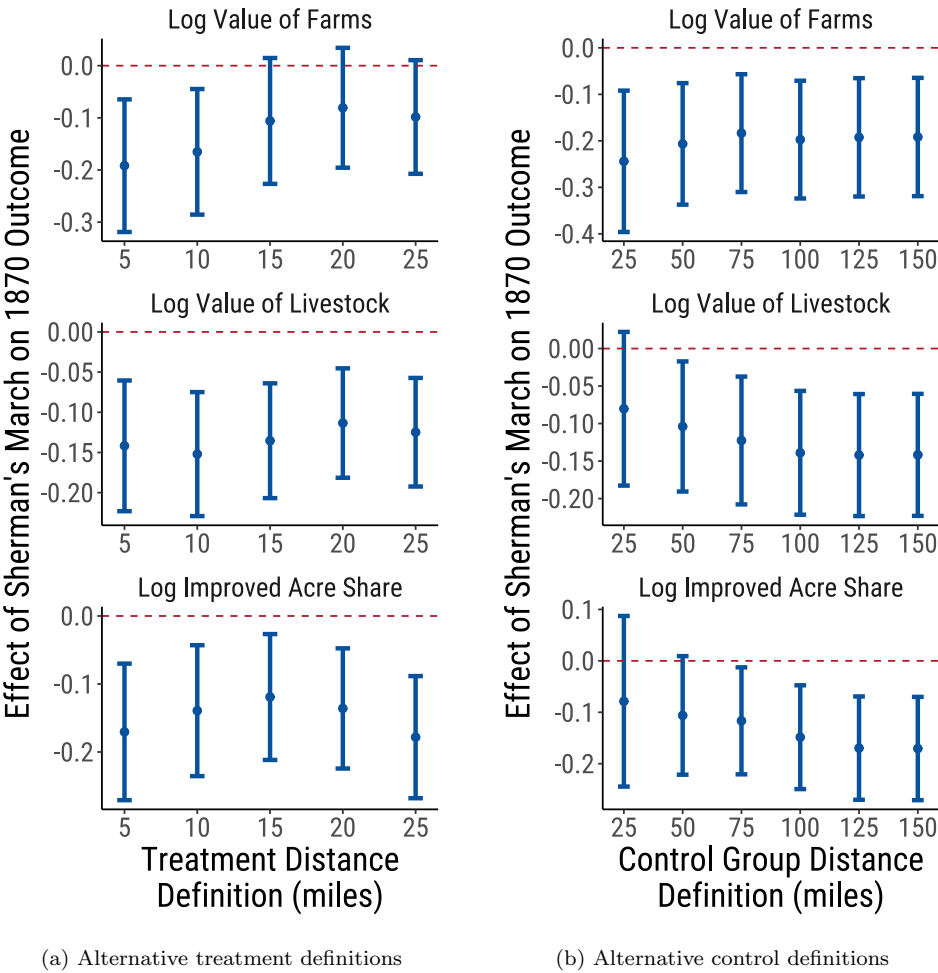 Effect of Sherman's March on 1870 Outcome
Log Value of Farms
0.0
-0.1
-0.2
-0.3
5 10 15 20 25
Log Value of Livestock
0.00
-0.05
-0.10
-0.15
-0.20
5 10 15 20 25
Log Improved Acre Share
0.0
-0.1
-0.2
5 10 15 20 25
Treatment Distance
Definition (miles)
(a) Alternative treatment definitions
Effect of Sherman's March on 1870 Outcome
Log Value of Farms
0.0
-0.1
-0.2
-0.3
-0.4
25 50 75 100 125 150
Log Value of Livestock
0.00
-0.05
-0.10
-0.15
-0.20
25 50 75 100 125 150
Log Improved Acre Share
0.1
0.0
-0.1
-0.2
25 50 75 100 125 150
Control Group Distance
Definition (miles)
(b) Alternative control definitions